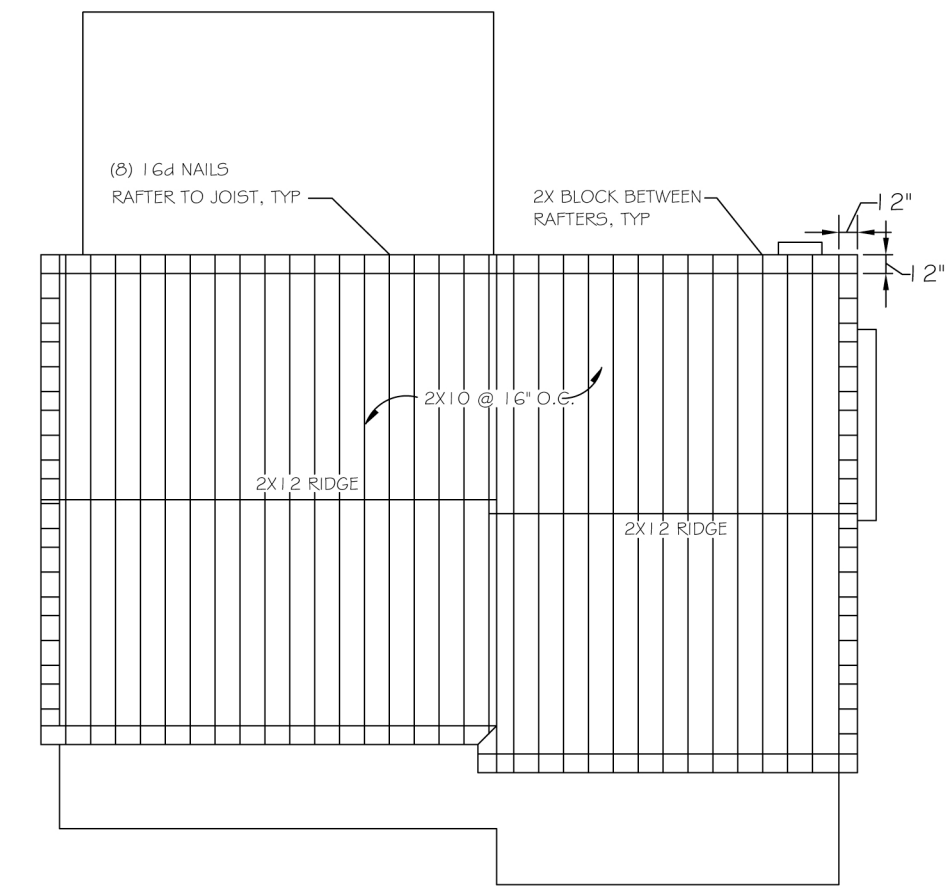 (8) 16d NAILS
RAFTER TO JOIST, TYP
2X BLOCK BETWEEN
RAFTERS, TYP
12"
12"
2X10 @ 16" O.C.
2X12 RIDGE
2X12 RIDGE